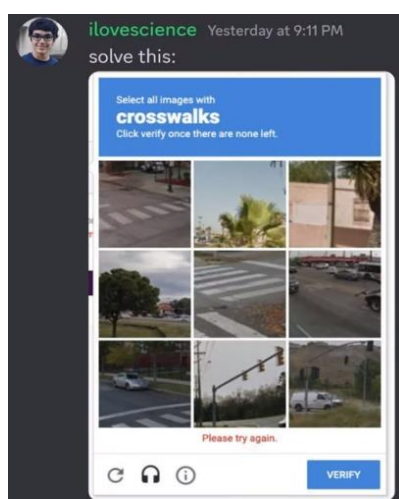 ilovescience Yesterday at 9:11 PM
solve this:
Select all images with
crosswalks
Click verify once there are none left.
Please try again.
VERIFY